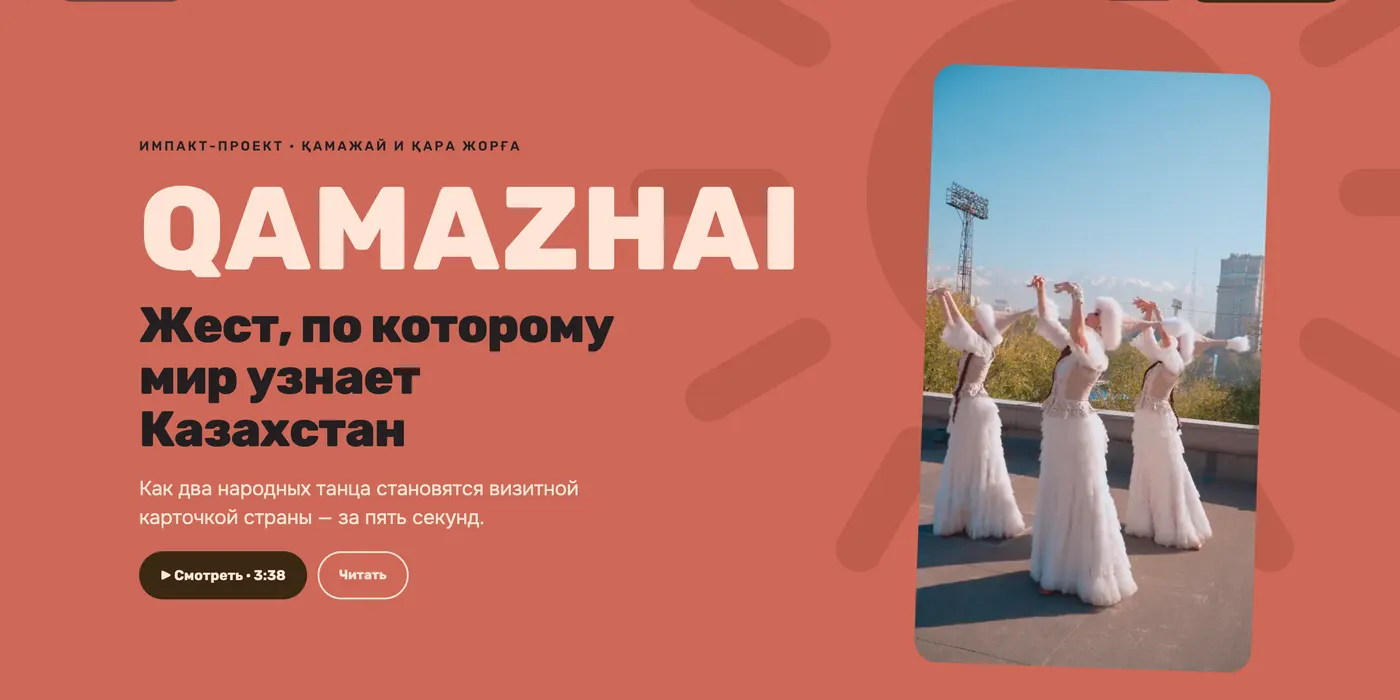 ИМПАКТ-ПРОЕКТ • ҚАМАЖАЙ И ҚАРА ЖОРҒА
QAMAZHAI
Жест, по которому
мир узнает
Казахстан
Как два народных танца становятся визитной
карточкой страны — за пять секунд.
▶ Смотреть · 3:38
Читать